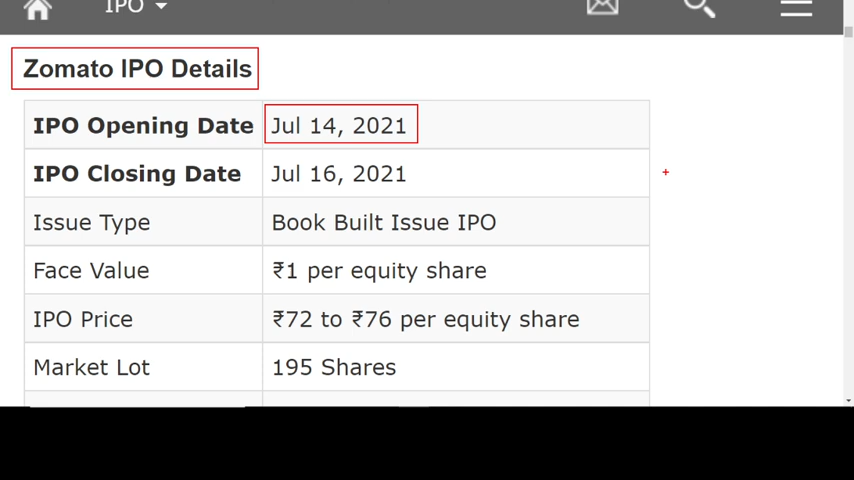 IPO
Zomato IPO Details
IPO Opening Date Jul 14, 2021
IPO Closing Date Jul 16, 2021
Issue Type Book Built Issue IPO
Face Value ₹1 per equity share
IPO Price ₹72 to ₹76 per equity share
Market Lot 195 Shares